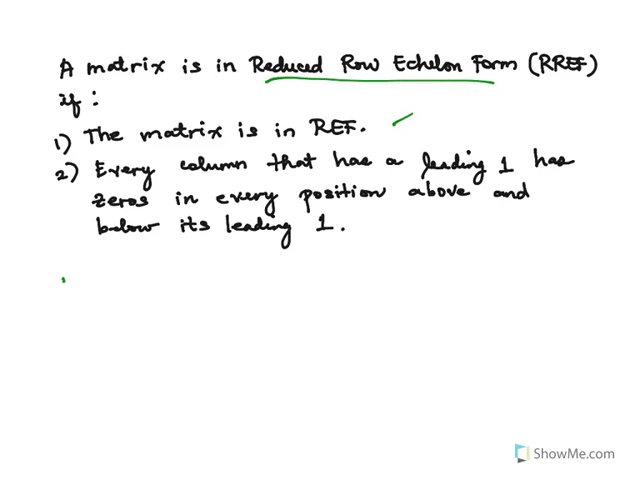 A matrix is in Reduced Row Echelon Form (RREF)
if :
1) The matrix is in REF.
2) Every column that has a leading 1 has
zeros in every position above and
below its leading 1.
ShowMe.com